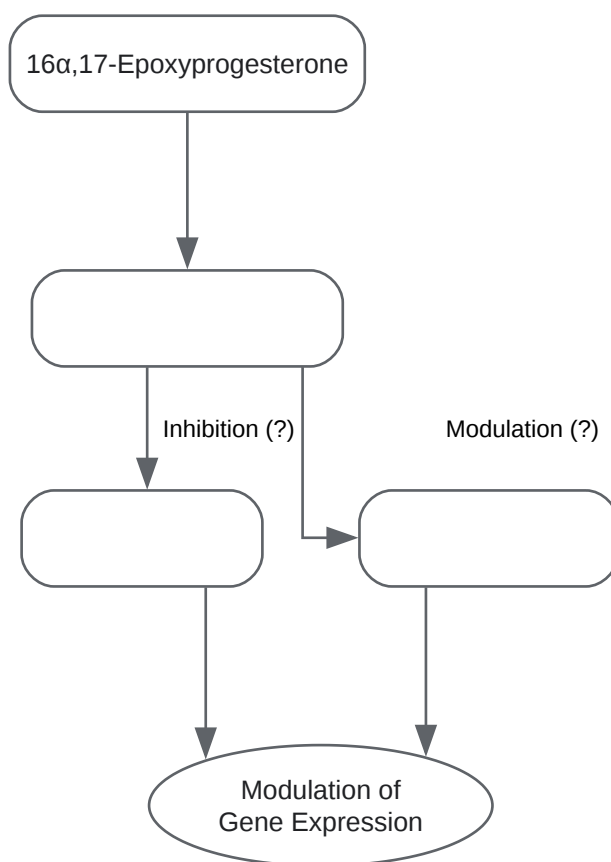 16α,17-Epoxyprogesterone
Inhibition (?)
Modulation (?)
Modulation of
Gene Expression